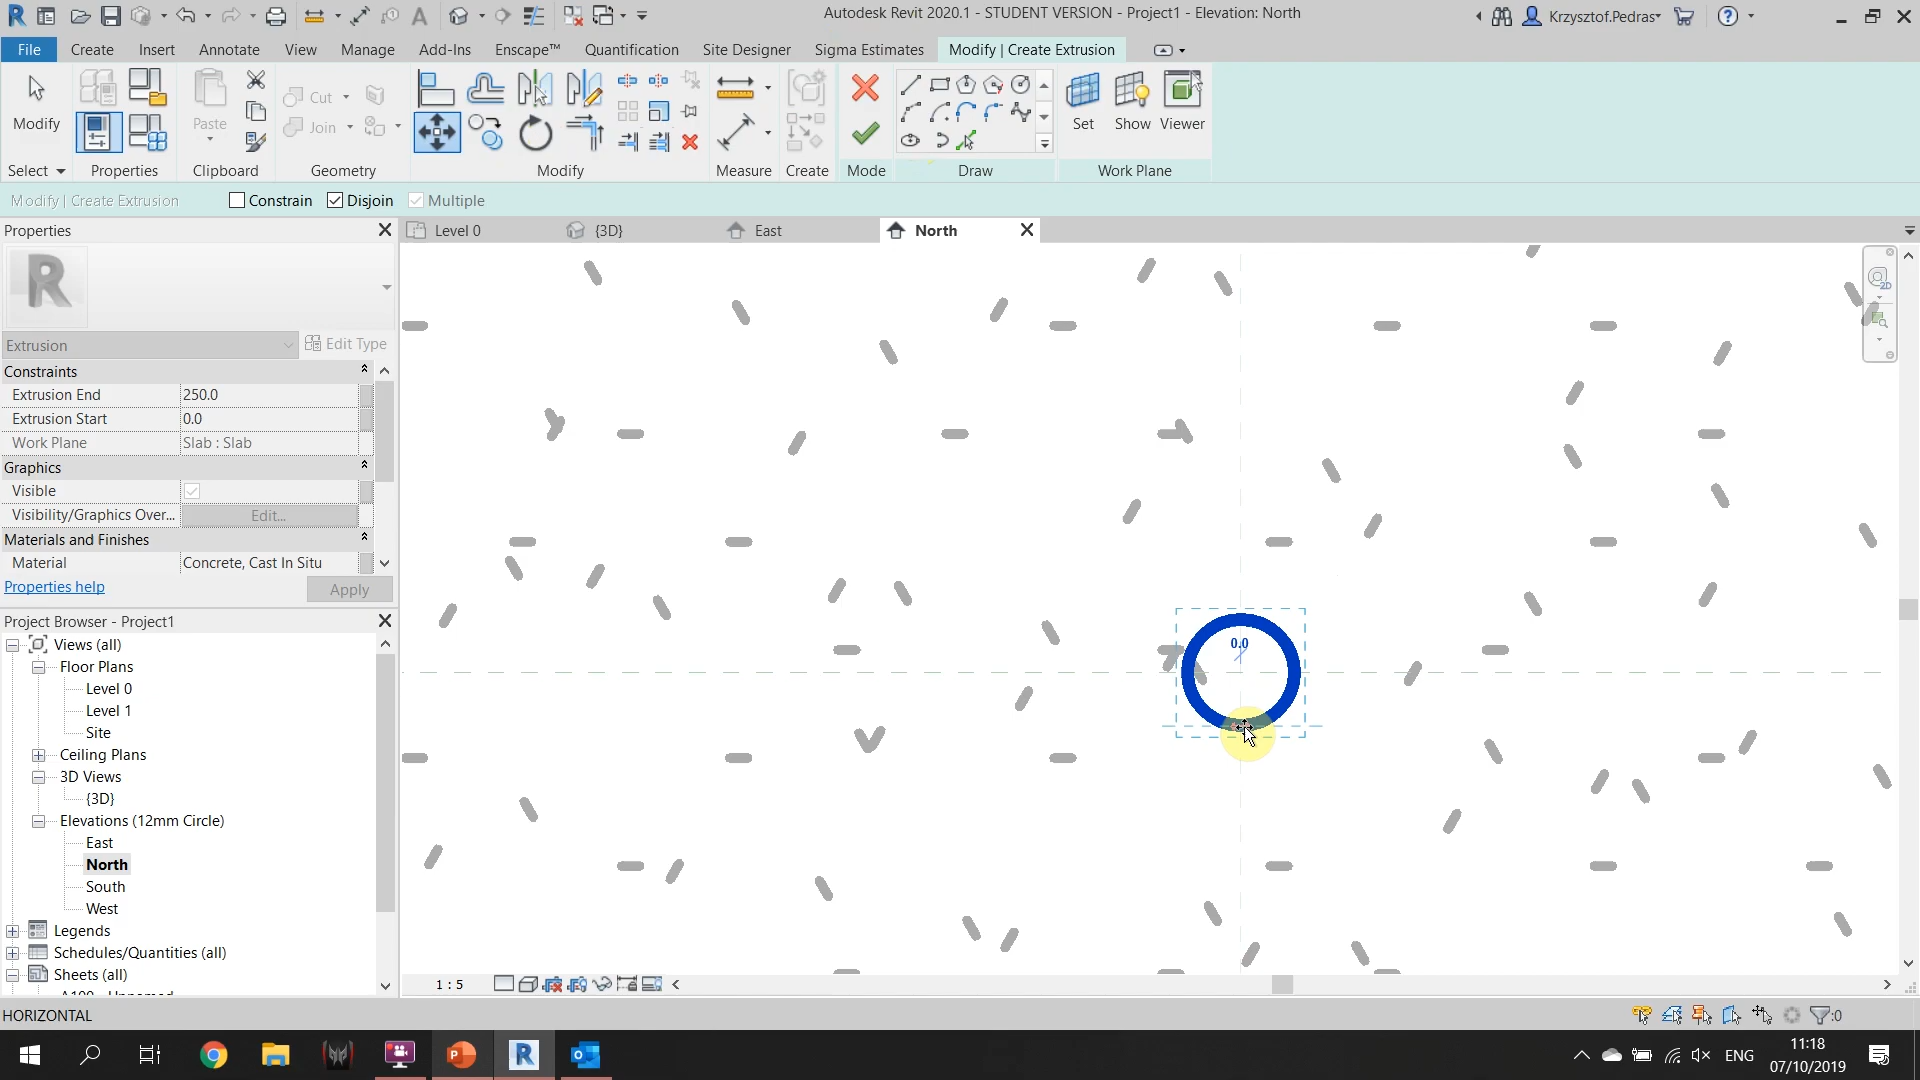 Autodesk Revit 2020.1 - STUDENT VERSION - Project1 - Elevation: North
Krzysztof.Pedras
File Create Insert Annotate View Manage Add-Ins Enscape™ Quantification Site Designer Sigma Estimates Modify | Create Extrusion
Modify Paste Cut Join Set Show Viewer
Select Properties Clipboard Geometry Modify Measure Create Mode Draw Work Plane
Modify | Create Extrusion Constrain Disjoin Multiple
Properties
Level 0 {3D} East North
2D
R
Extrusion Edit Type
Constraints
Extrusion End 250.0
Extrusion Start 0.0
Work Plane Slab : Slab
Graphics
Visible
Visibility/Graphics Over... Edit...
Materials and Finishes
Material Concrete, Cast In Situ
Properties help Apply
Project Browser - Project1
Views (all)
Floor Plans
Level 0
Level 1
Site
Ceiling Plans
3D Views
{3D}
Elevations (12mm Circle)
East
North
South
West
Legends
Schedules/Quantities (all)
Sheets (all)
0.0
1 : 5
HORIZONTAL
:0
ENG
11:18
07/10/2019